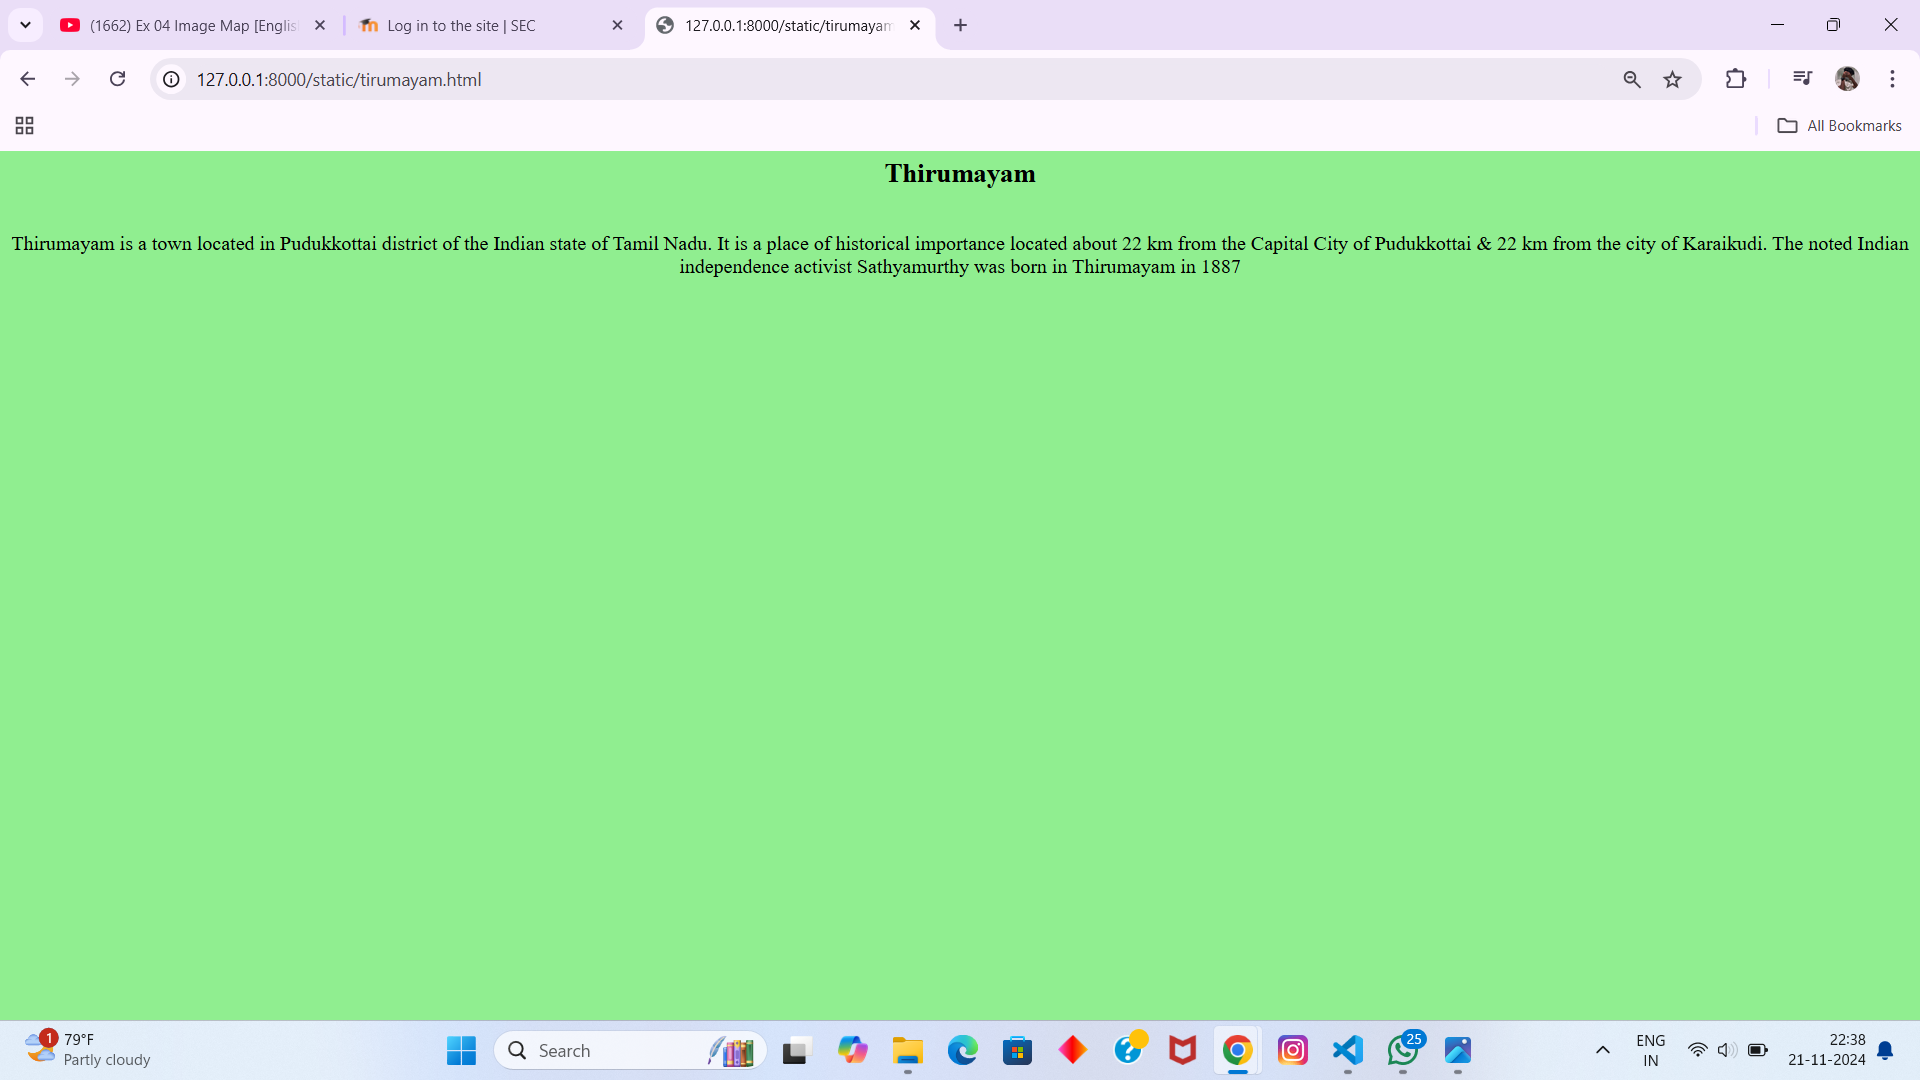 (1662) Ex 04 Image Map [Englis
Log in to the site | SEC
127.0.0.1:8000/static/tirumayam
127.0.0.1:8000/static/tirumayam.html
All Bookmarks
Thirumayam
Thirumayam is a town located in Pudukkottai district of the Indian state of Tamil Nadu. It is a place of historical importance located about 22 km from the Capital City of Pudukkottai & 22 km from the city of Karaikudi. The noted Indian
independence activist Sathyamurthy was born in Thirumayam in 1887
1
79°F
Partly cloudy
Search
25
ENG
IN
22:38
21-11-2024